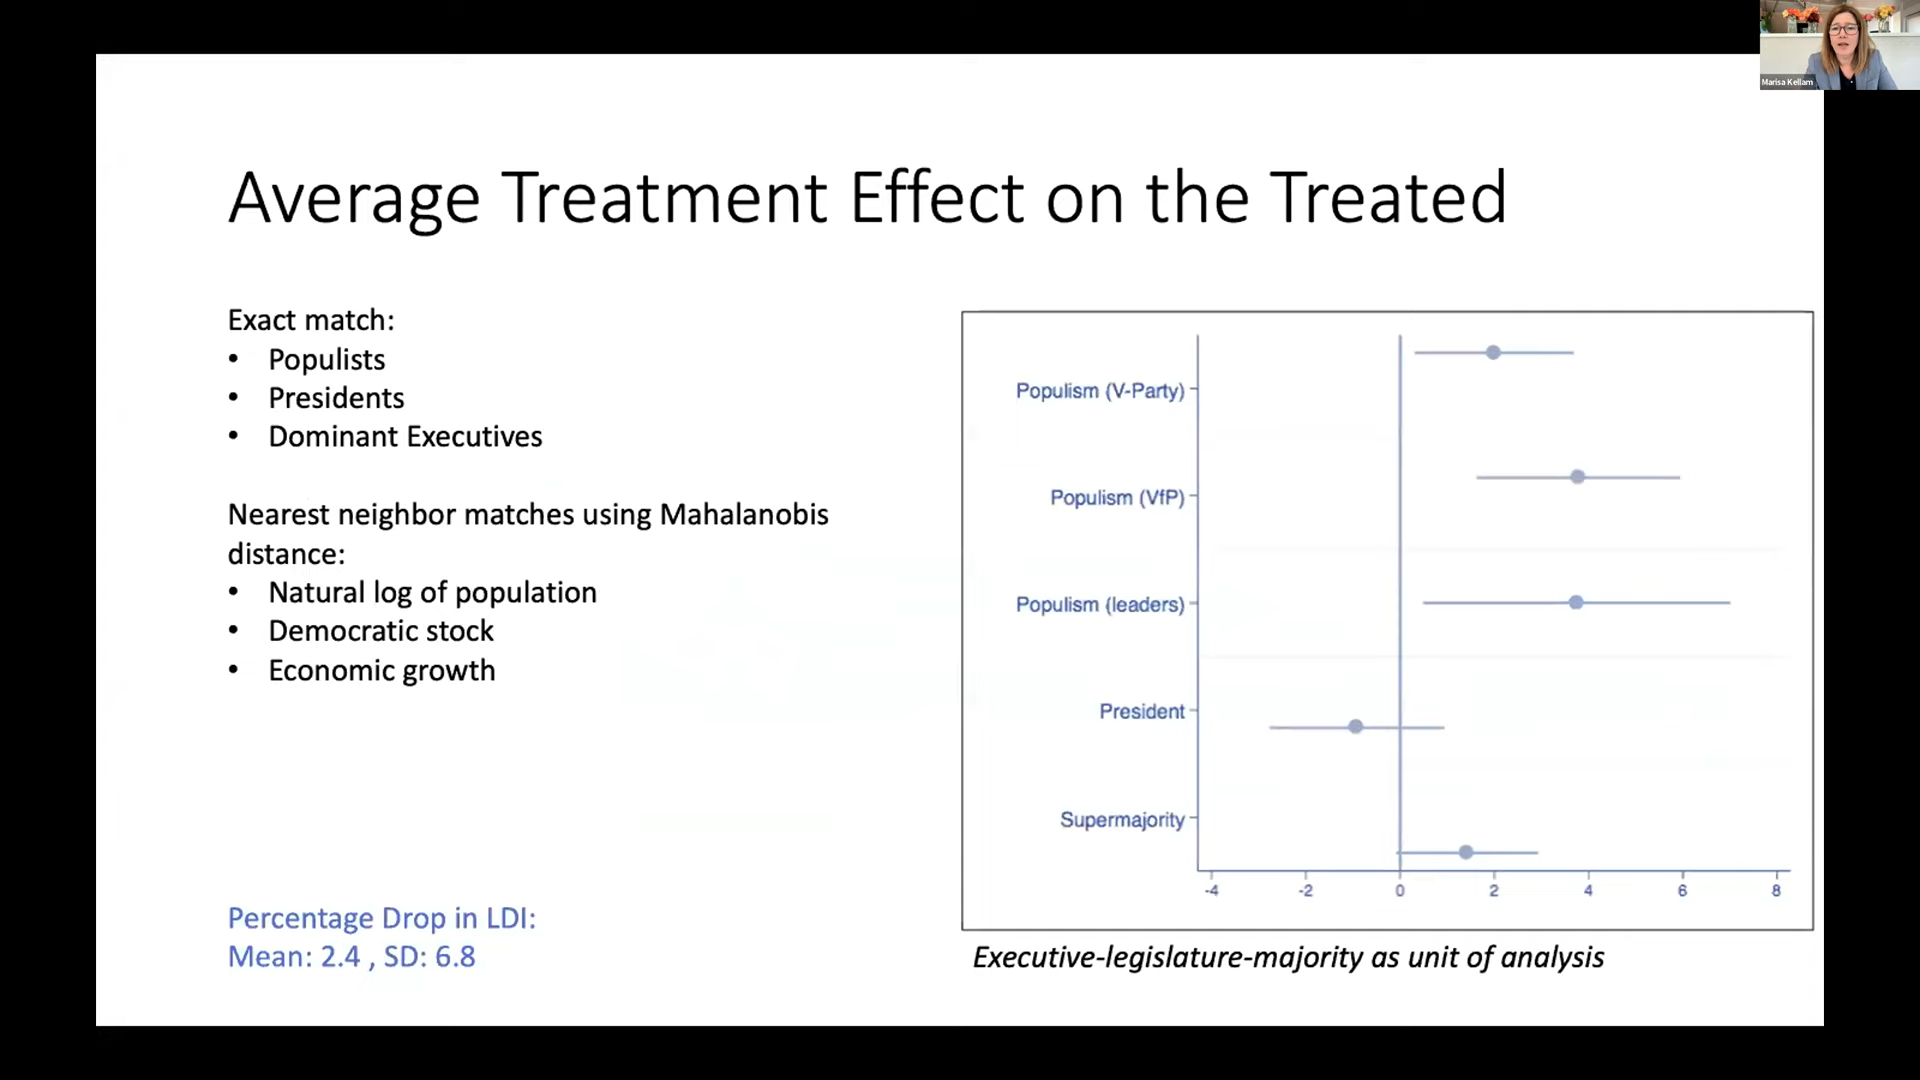 Marisa Kellam
Average Treatment Effect on the Treated
Exact match:
• Populists
• Presidents
• Dominant Executives
Nearest neighbor matches using Mahalanobis
distance:
• Natural log of population
• Democratic stock
• Economic growth
Percentage Drop in LDI:
Mean: 2.4 , SD: 6.8
Populism (V-Party)
Populism (VfP)
Populism (leaders)
President
Supermajority
-4 -2 0 2 4 6 8
Executive-legislature-majority as unit of analysis